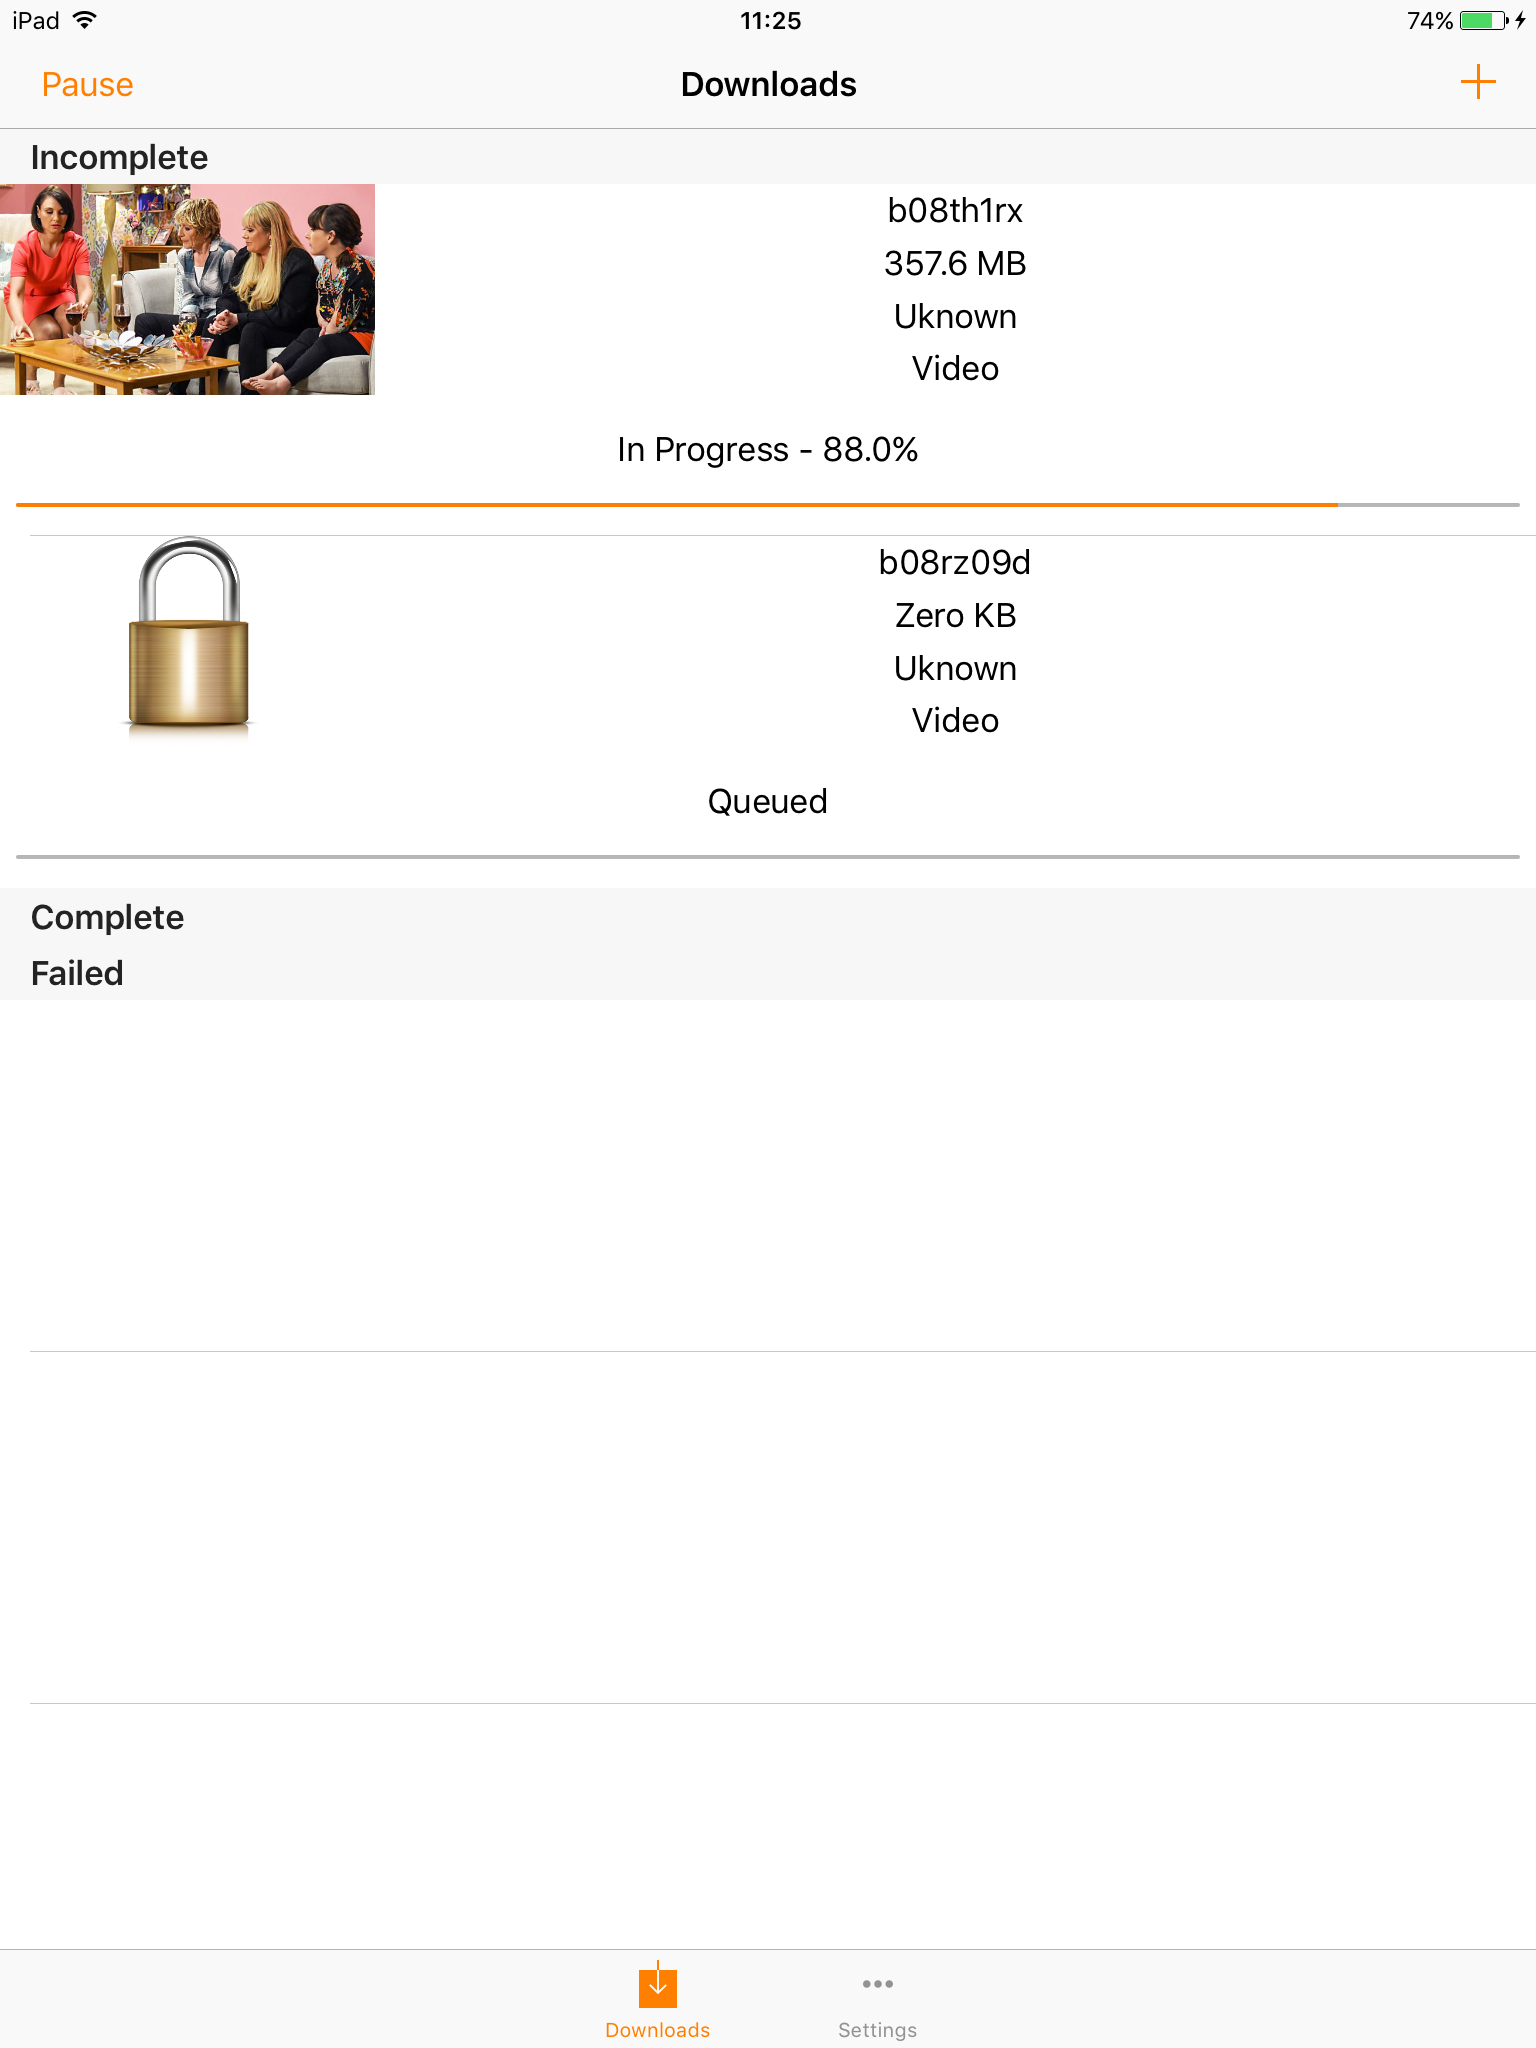 iPad 11:25 74%
Pause Downloads
Incomplete
b08th1rx
357.6 MB
Uknown
Video
In Progress - 88.0%
b08rz09d
Zero KB
Uknown
Video
Queued
Complete
Failed
Downloads Settings